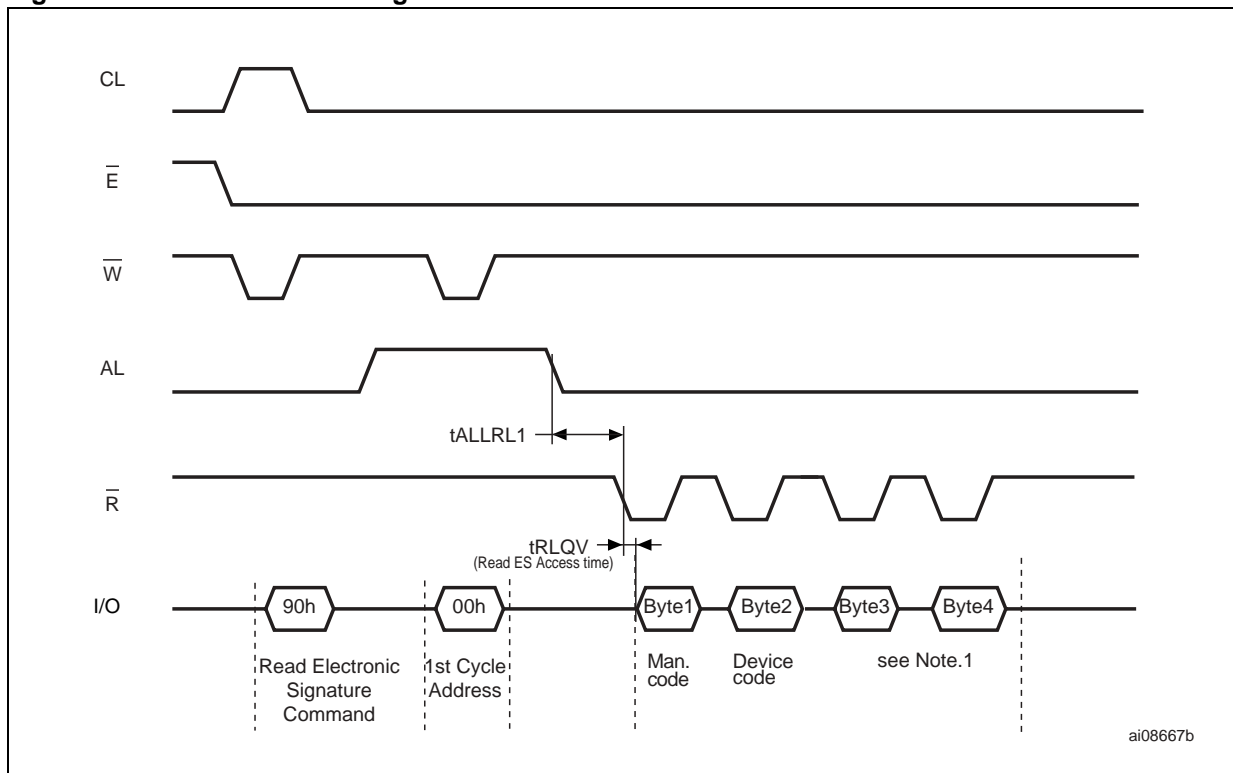 CL
E
W
AL
tALLRL1
R
tRLQV
(Read ES Access time)
I/O
90h
00h
Byte1
Byte2
Byte3
Byte4
Read Electronic
Signature
Command
1st Cycle
Address
Man.
code
Device
code
see Note.1
ai08667b